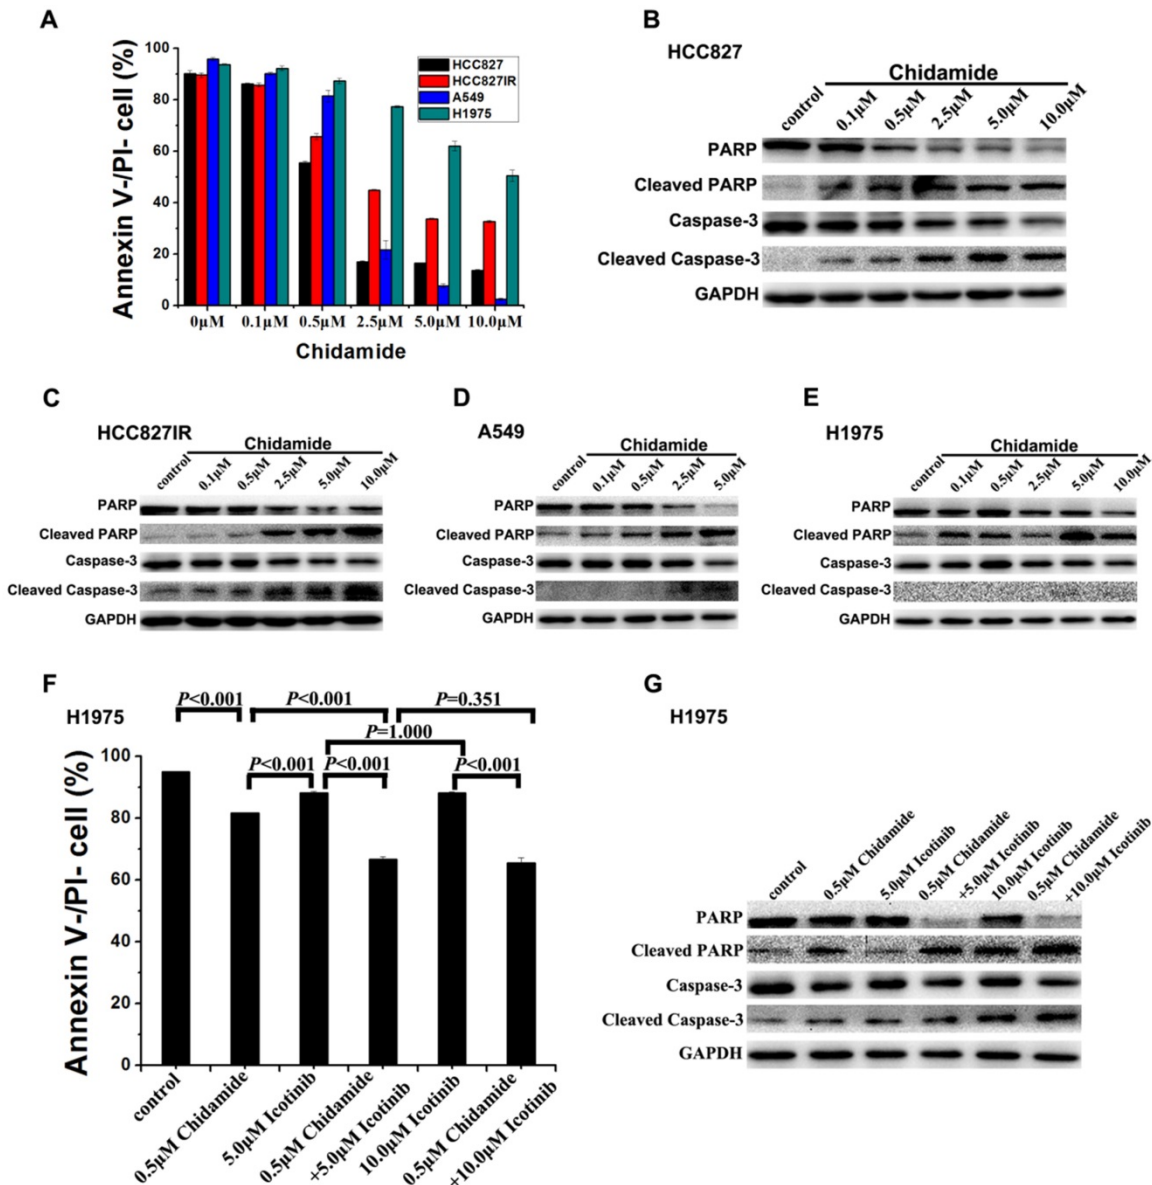 A
Annexin V-/PI- cell (%)
100
80
60
40
20
0
HCC827
HCC827IR
A549
H1975
0µM 0.1µM 0.5µM 2.5µM 5.0µM 10.0µM
Chidamide
B
HCC827
Chidamide
control 0.1µM 0.5µM 2.5µM 5.0µM 10.0µM
PARP
Cleaved PARP
Caspase-3
Cleaved Caspase-3
GAPDH
C
HCC827IR
Chidamide
control 0.1µM 0.5µM 2.5µM 5.0µM 10.0µM
PARP
Cleaved PARP
Caspase-3
Cleaved Caspase-3
GAPDH
D
A549
Chidamide
control 0.1µM 0.5µM 2.5µM 5.0µM
PARP
Cleaved PARP
Caspase-3
Cleaved Caspase-3
GAPDH
E
H1975
Chidamide
control 0.1µM 0.5µM 2.5µM 5.0µM 10.0µM
PARP
Cleaved PARP
Caspase-3
Cleaved Caspase-3
GAPDH
F
H1975
P<0.001 P<0.001 P=0.351
P=1.000
P<0.001 P<0.001 P<0.001
Annexin V-/PI- cell (%)
100
80
60
40
20
0
control
0.5µM Chidamide
5.0µM Icotinib
0.5µM Chidamide
+5.0µM Icotinib
10.0µM Icotinib
0.5µM Chidamide
+10.0µM Icotinib
G
H1975
control
0.5µM Chidamide
5.0µM Icotinib
0.5µM Chidamide
+5.0µM Icotinib
10.0µM Icotinib
0.5µM Chidamide
+10.0µM Icotinib
PARP
Cleaved PARP
Caspase-3
Cleaved Caspase-3
GAPDH